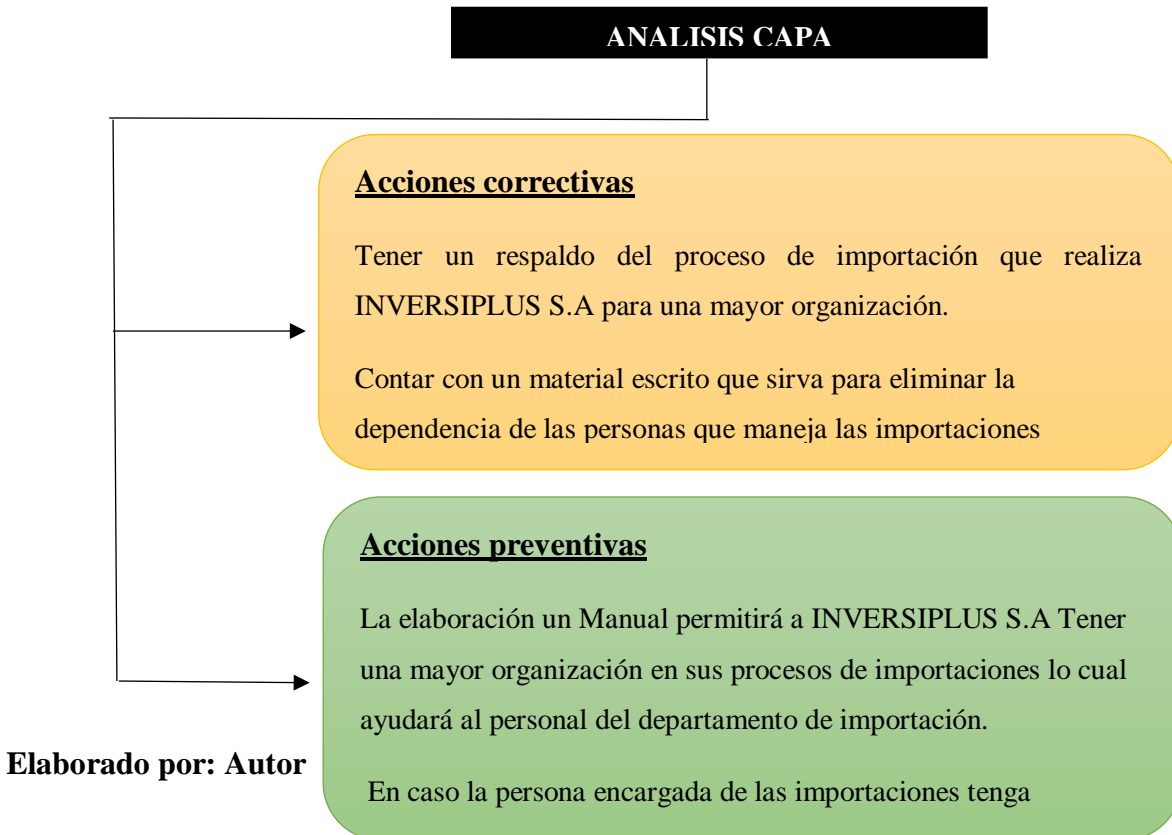 ANALISIS CAPA
Acciones correctivas
Tener un respaldo del proceso de importación que realiza
INVERSIPLUS S.A para una mayor organización.
Contar con un material escrito que sirva para eliminar la
dependencia de las personas que maneja las importaciones
Acciones preventivas
La elaboración un Manual permitirá a INVERSIPLUS S.A Tener
una mayor organización en sus procesos de importaciones lo cual
ayudará al personal del departamento de importación.
En caso la persona encargada de las importaciones tenga
Elaborado por: Autor